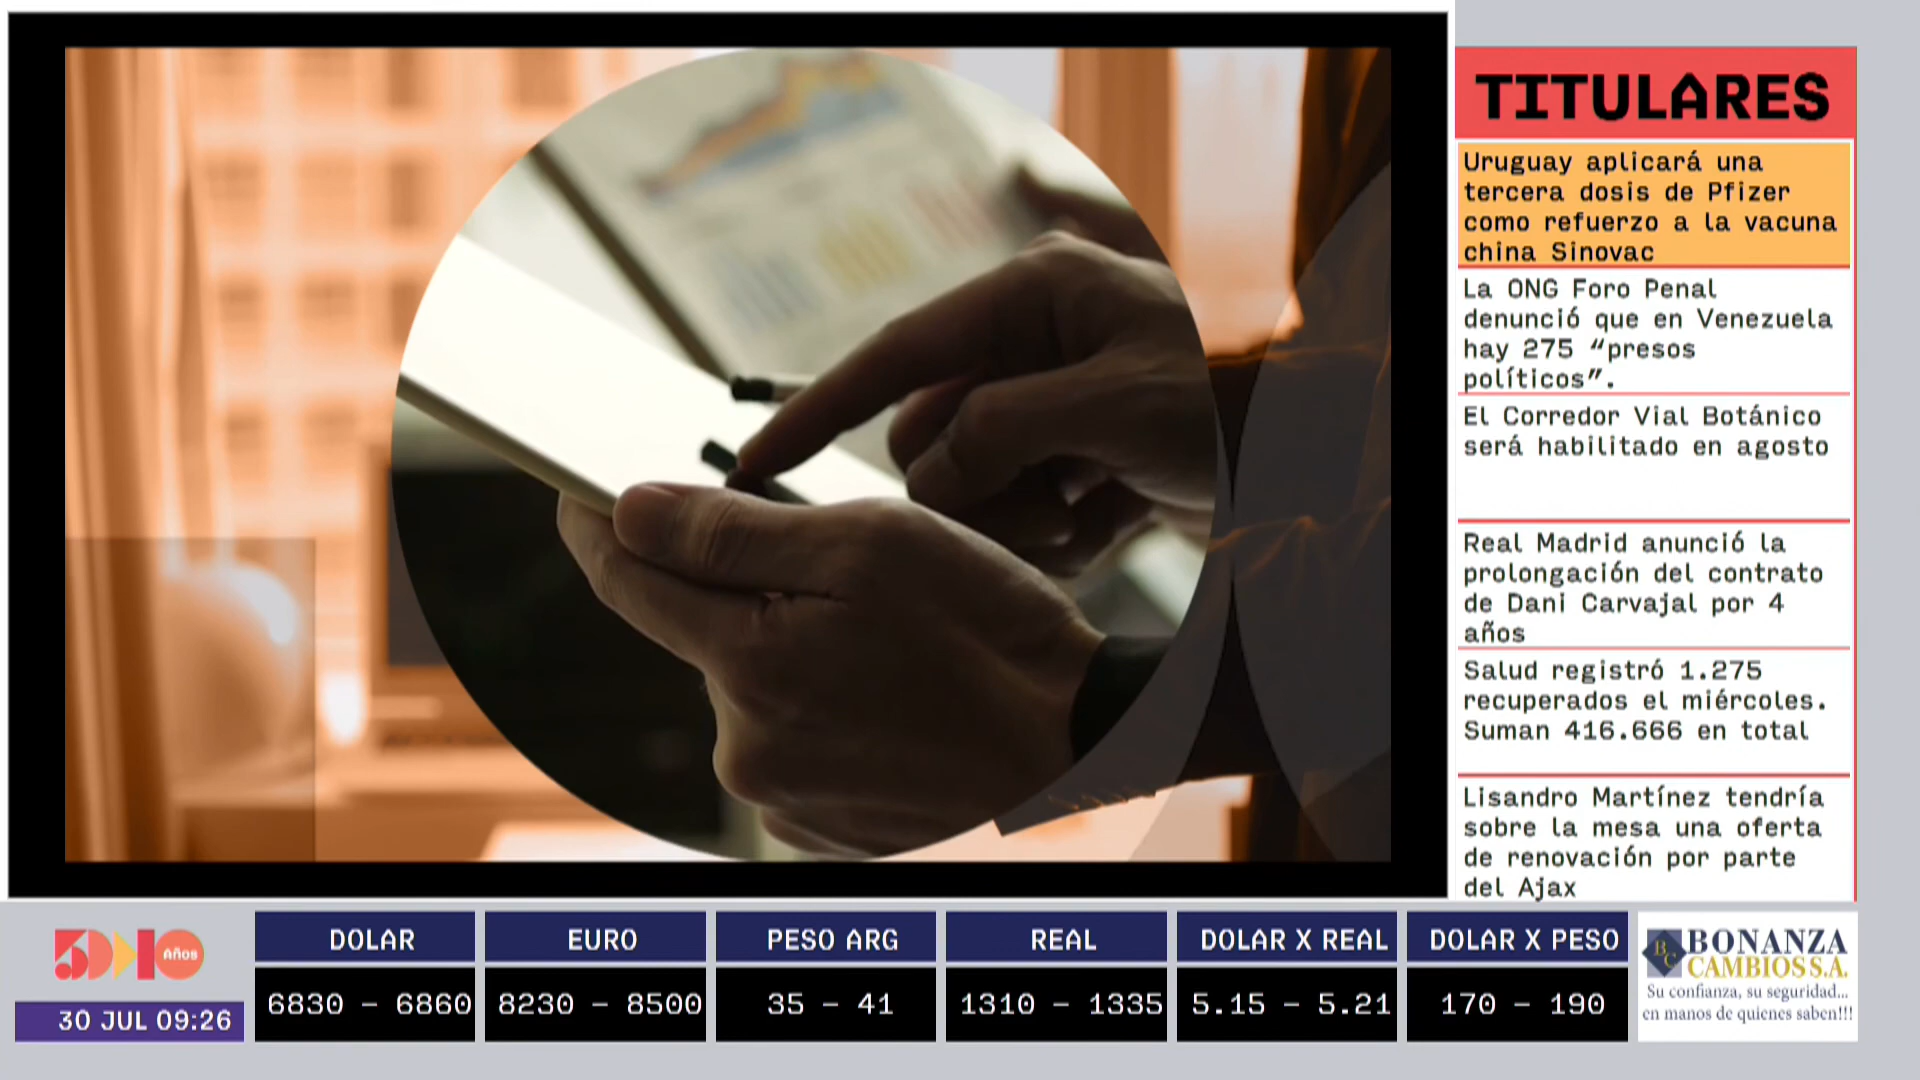 TITULARES
Uruguay aplicará una
tercera dosis de Pfizer
como refuerzo a la vacuna
china Sinovac
La ONG Foro Penal
denunció que en Venezuela
hay 275 “presos
políticos”.
El Corredor Vial Botánico
será habilitado en agosto
Real Madrid anunció la
prolongación del contrato
de Dani Carvajal por 4
años
Salud registró 1.275
recuperados el miércoles.
Suman 416.666 en total
Lisandro Martínez tendría
sobre la mesa una oferta
de renovación por parte
del Ajax
Años
30 JUL 09:26
DOLAR
6830 - 6860
EURO
8230 - 8500
PESO ARG
35 - 41
REAL
1310 - 1335
DOLAR X REAL
5.15 - 5.21
DOLAR X PESO
170 - 190
BC
BONANZA
CAMBIOS S.A.
Su confianza, su seguridad...
en manos de quienes saben!!!